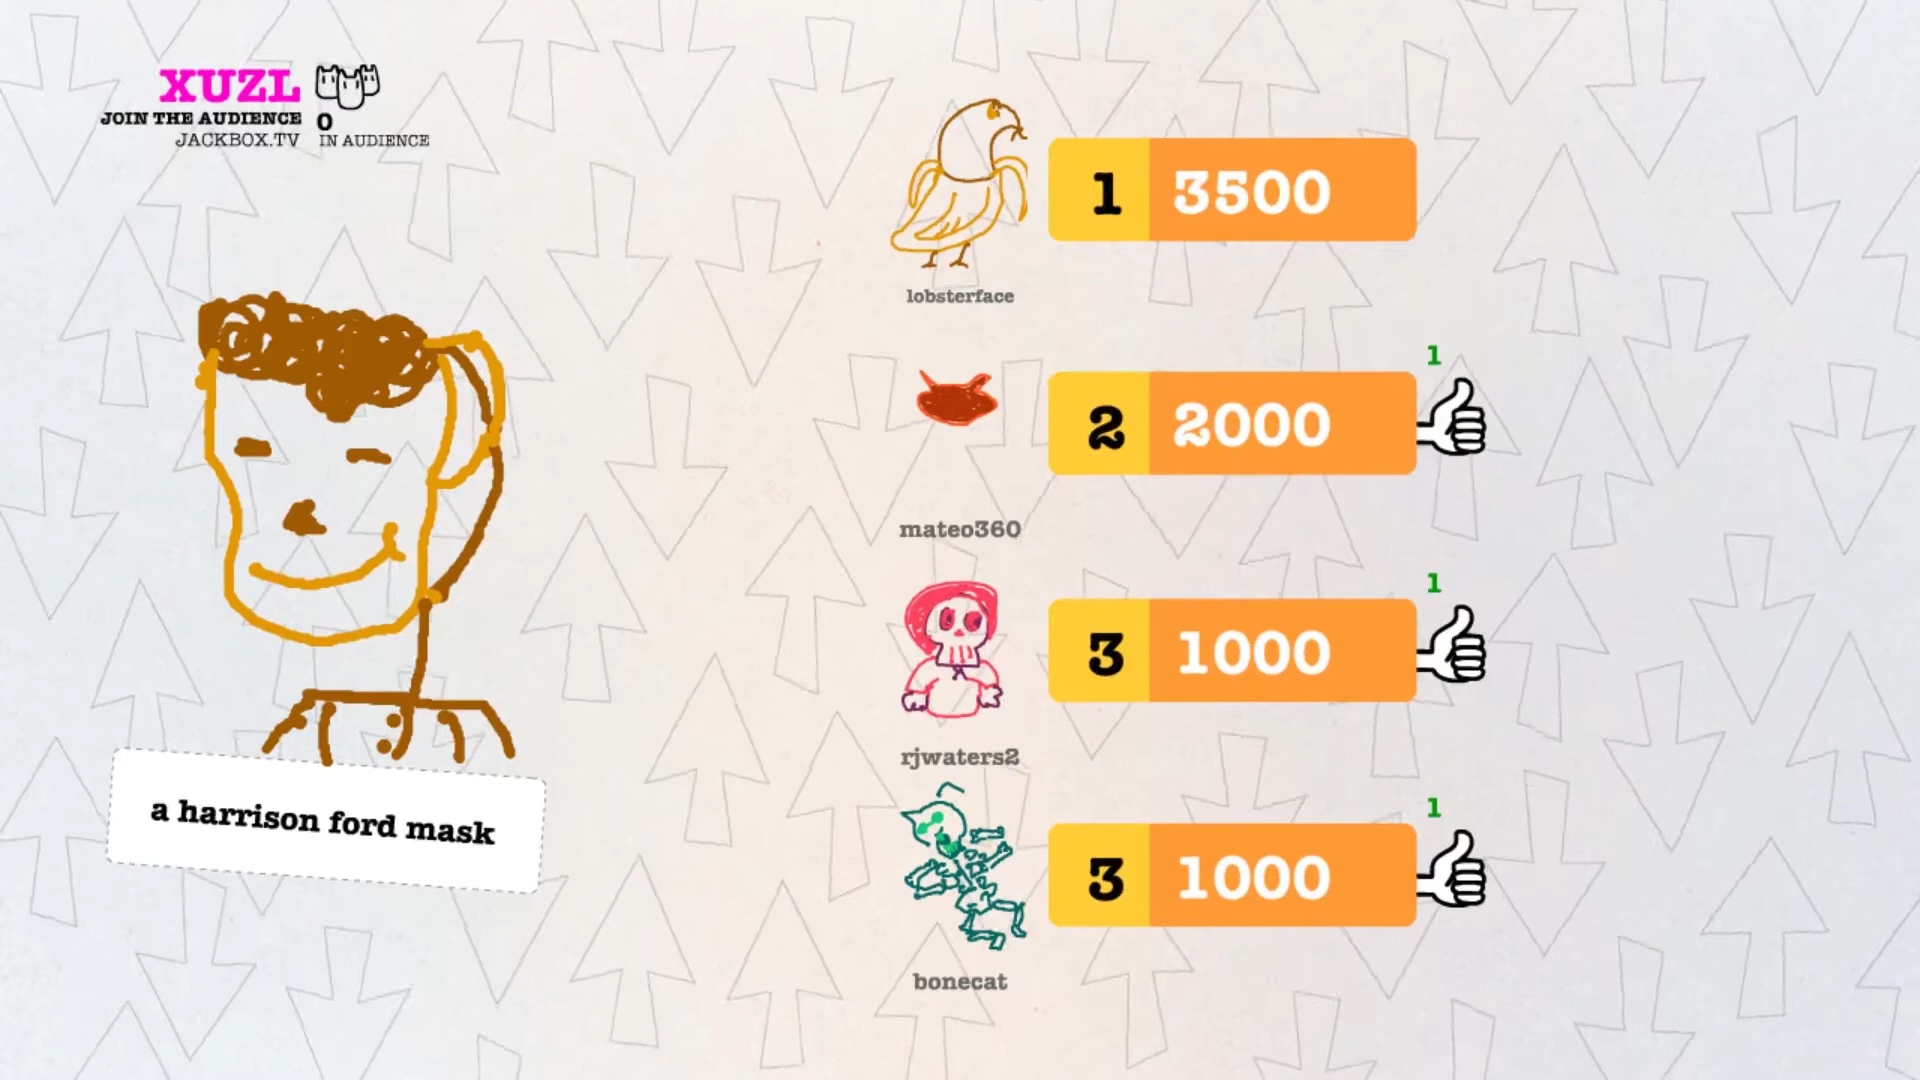 XUZL
JOIN THE AUDIENCE
JACKBOX.TV
0
IN AUDIENCE
a harrison ford mask
1 3500
lobsterface
2 2000
1
mateo360
3 1000
1
rjwaters2
3 1000
1
bonecat